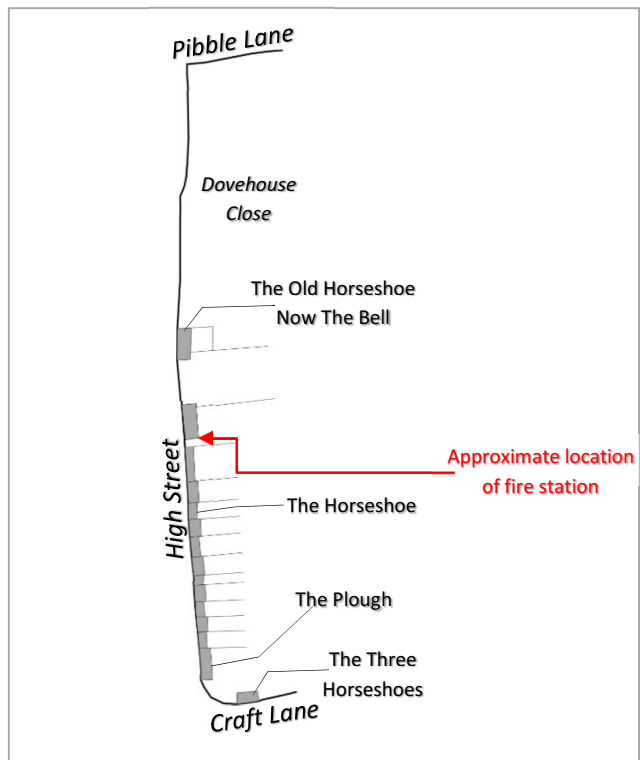 Pibble Lane
Dovehouse
Close
The Old Horseshoe
Now The Bell
High Street
Approximate location
of fire station
The Horseshoe
The Plough
The Three
Horseshoes
Craft Lane